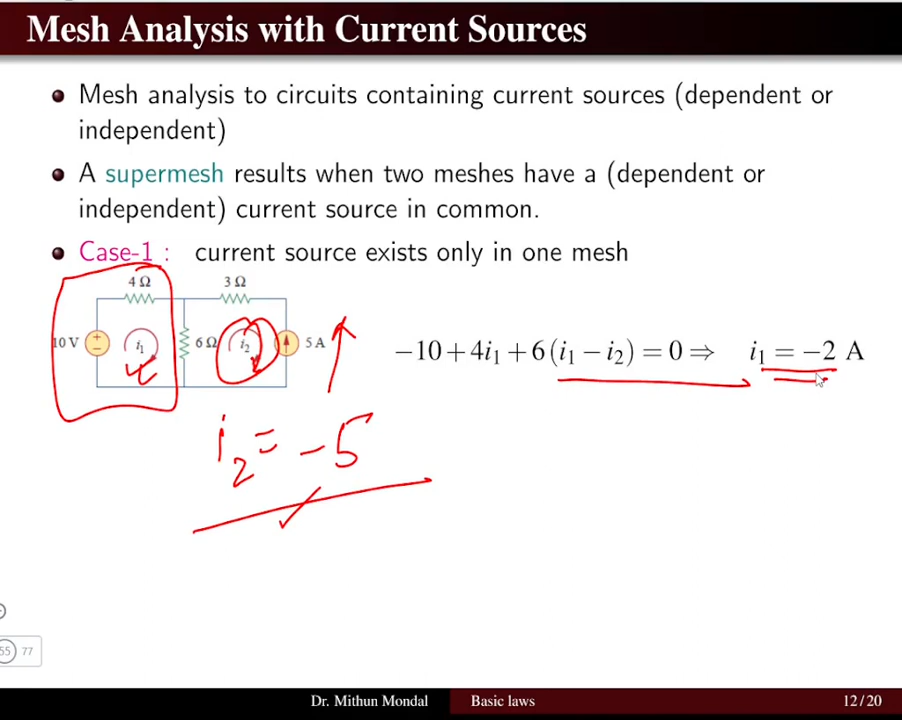 Mesh Analysis with Current Sources
Mesh analysis to circuits containing current sources (dependent or
independent)
A supermesh results when two meshes have a (dependent or
independent) current source in common.
Case-1 : current source exists only in one mesh
4 Ω 3 Ω
10 V + − i₁ 6 Ω i₂ 5 A
−10 + 4i₁ + 6(i₁ − i₂) = 0 ⇒ i₁ = −2 A
i₂ = −5
55 77
Dr. Mithun Mondal Basic laws 12 / 20